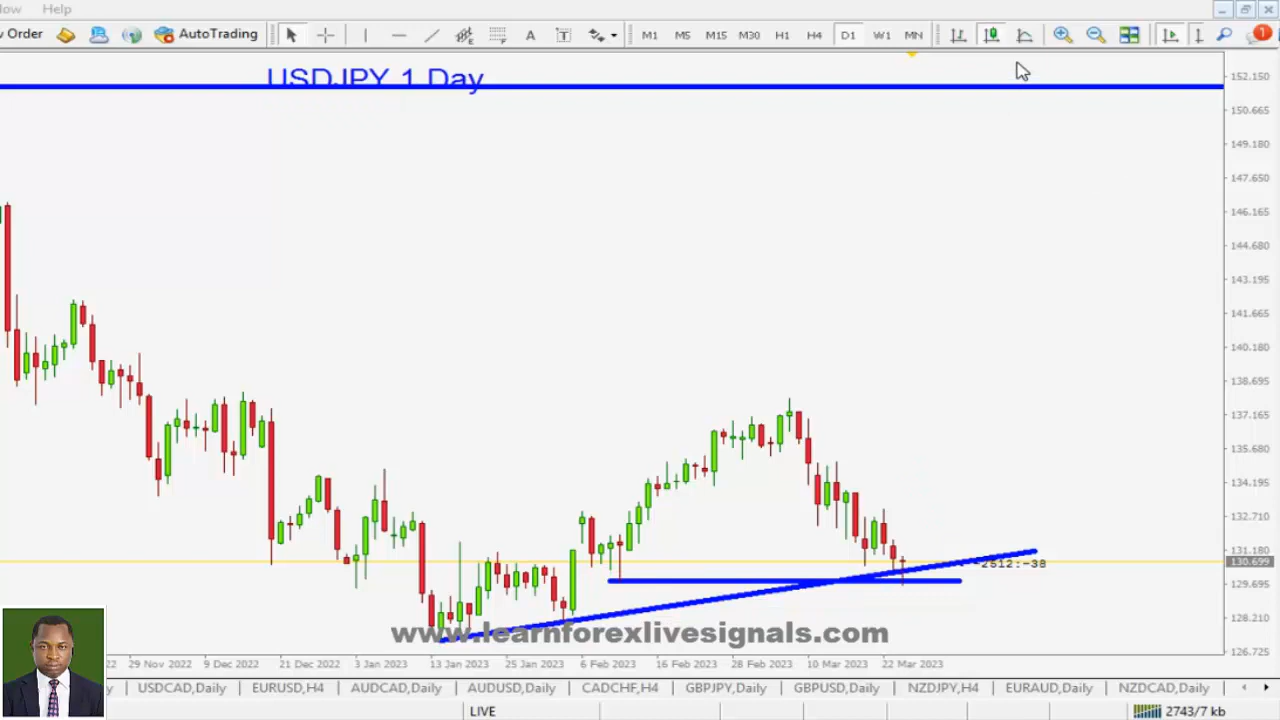 Help
Order AutoTrading A T M1 M5 M15 M30 H1 H4 D1 W1 MN 1
USDJPY 1 Day
152.150
150.665
149.180
147.650
146.165
144.680
143.195
141.665
140.180
138.695
137.165
135.680
134.195
132.710
131.180
130.699
-2512:-38
129.695
128.210
www.learnforexlivesignals.com
126.725
29 Nov 2022 9 Dec 2022 21 Dec 2022 3 Jan 2023 13 Jan 2023 25 Jan 2023 6 Feb 2023 16 Feb 2023 28 Feb 2023 10 Mar 2023 22 Mar 2023
USDCAD,Daily EURUSD,H4 AUDCAD,Daily AUDUSD,Daily CADCHF,H4 GBPJPY,Daily GBPUSD,Daily NZDJPY,H4 EURAUD,Daily NZDCAD,Daily
LIVE 2743/7 kb